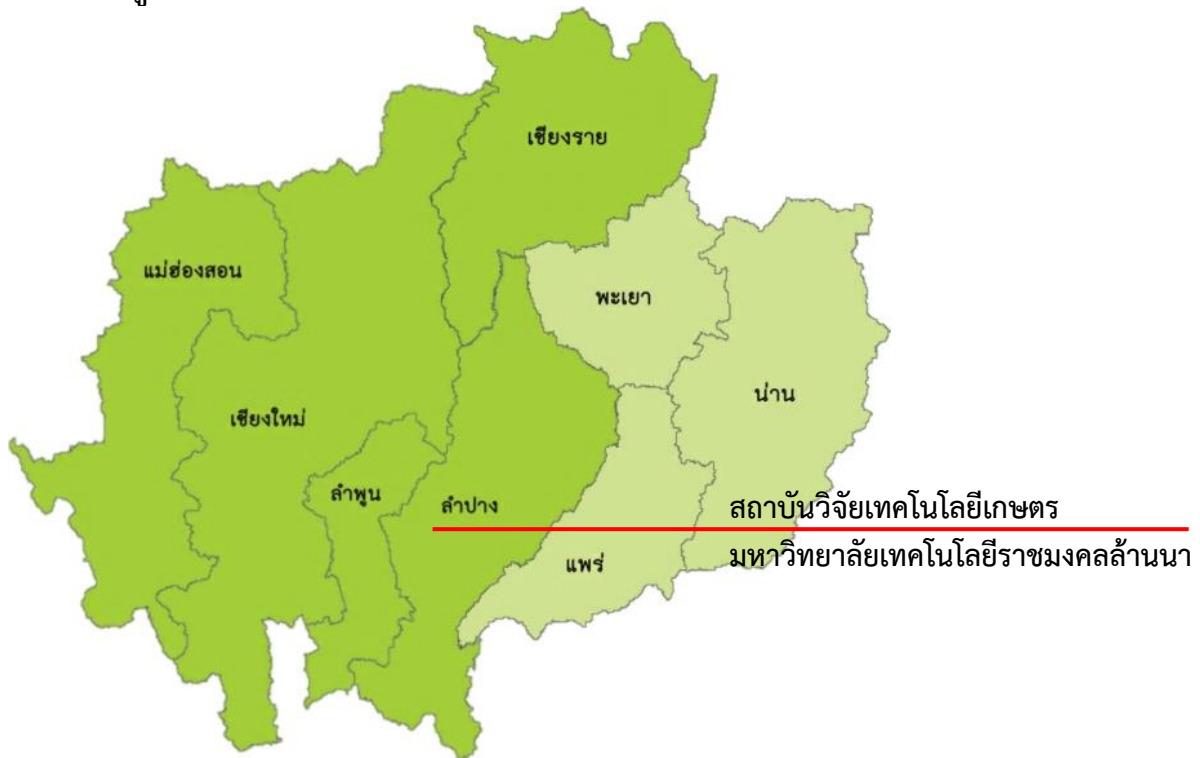 เชียงราย
แม่ฮ่องสอน
พะเยา
น่าน
เชียงใหม่
ลำพูน
ลำปาง
สถาบันวิจัยเทคโนโลยีเกษตร
แพร่
มหาวิทยาลัยเทคโนโลยีราชมงคลล้านนา